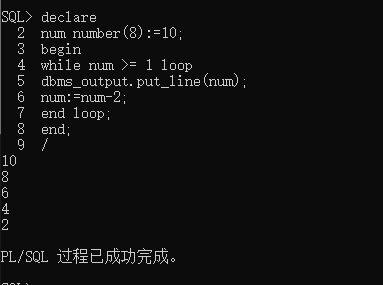 SQL> declare
  2  num number(8):=10;
  3  begin
  4  while num >= 1 loop
  5  dbms_output.put_line(num);
  6  num:=num-2;
  7  end loop;
  8  end;
  9  /
10
8
6
4
2
PL/SQL 过程已成功完成。
SQL>